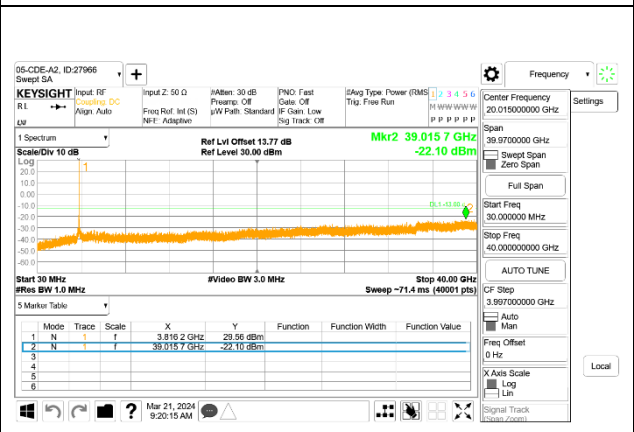 05-CDE-A2, ID:27966
Swept SA
+
Frequency
KEYSIGHT
RL
Input: RF
Coupling: DC
Align: Auto
Input Z: 50 Ω
Freq Ref: Int (S)
NFE: Adaptive
#Atten: 30 dB
Preamp: Off
µW Path: Standard
PNO: Fast
Gate: Off
IF Gain: Low
Sig Track: Off
#Avg Type: Power (RMS
Trig: Free Run
1 2 3 4 5 6
M W W W W W
P P P P P P
1 Spectrum
Scale/Div 10 dB
Ref Lvl Offset 13.77 dB
Ref Level 30.00 dBm
Mkr2 39.015 7 GHz
-22.10 dBm
Log
20.0
10.0
0.00
-10.0
-20.0
-30.0
-40.0
-50.0
-60.0
1
DL1 -13.00
2
Start 30 MHz
#Res BW 1.0 MHz
#Video BW 3.0 MHz
Stop 40.00 GHz
Sweep ~71.4 ms (40001 pts)
5 Marker Table
Mode Trace Scale X Y Function Function Width Function Value
1 N 1 f 3.816 2 GHz 29.56 dBm
2 N 1 f 39.015 7 GHz -22.10 dBm
3
4
5
6
Mar 21, 2024
9:20:15 AM
?
Center Frequency
20.015000000 GHz
Settings
Span
39.9700000 GHz
Swept Span
Zero Span
Full Span
Start Freq
30.000000 MHz
Stop Freq
40.000000000 GHz
AUTO TUNE
CF Step
3.997000000 GHz
Auto
Man
Freq Offset
0 Hz
X Axis Scale
Log
Lin
Local
Signal Track
(Span Zoom)